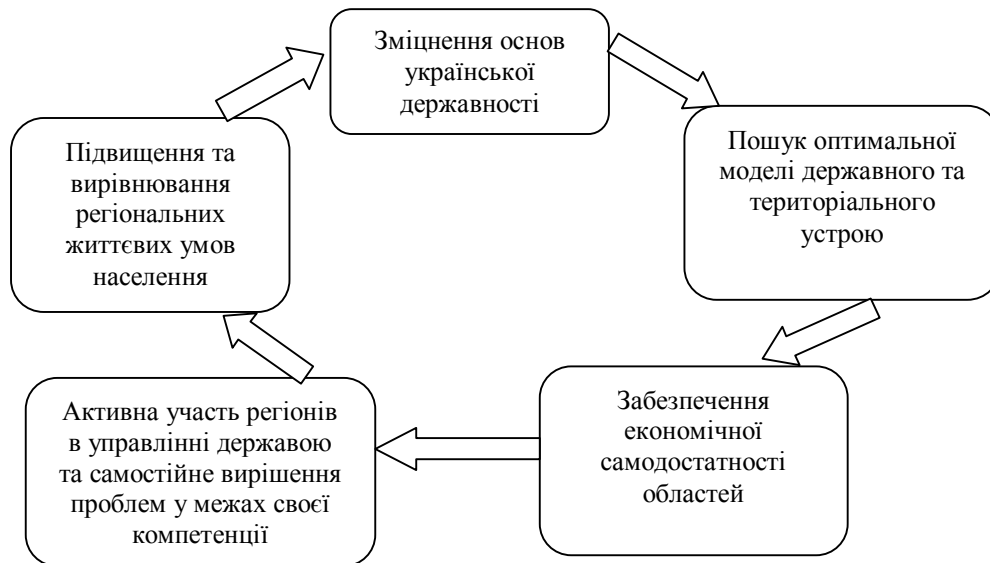 Зміцнення основ
української
державності
Пошук оптимальної
моделі державного та
територіального
устрою
Забезпечення
економічної
самодостатності
областей
Активна участь регіонів
в управлінні державою
та самостійне вирішення
проблем у межах своєї
компетенції
Підвищення та
вирівнювання
регіональних
життєвих умов
населення